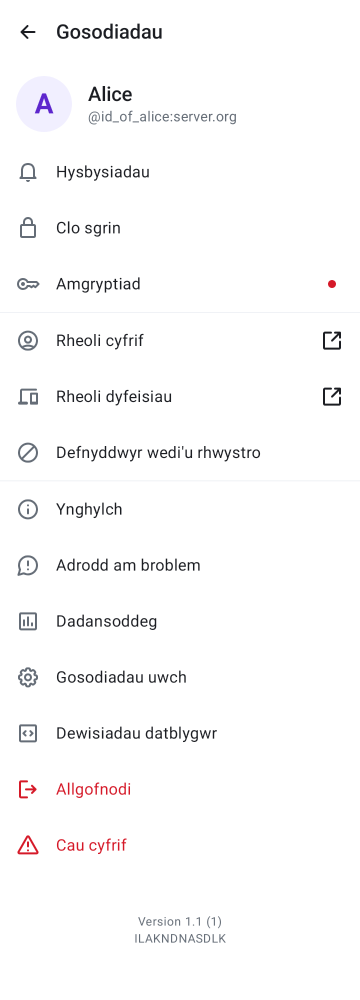 Gosodiadau
A
Alice
@id_of_alice:server.org
Hysbysiadau
Clo sgrin
Amgryptiad
Rheoli cyfrif
Rheoli dyfeisiau
Defnyddwyr wedi'u rhwystro
Ynghylch
Adrodd am broblem
Dadansoddeg
Gosodiadau uwch
Dewisiadau datblygwr
Allgofnodi
Cau cyfrif
Version 1.1 (1)
ILAKNDNASDLK